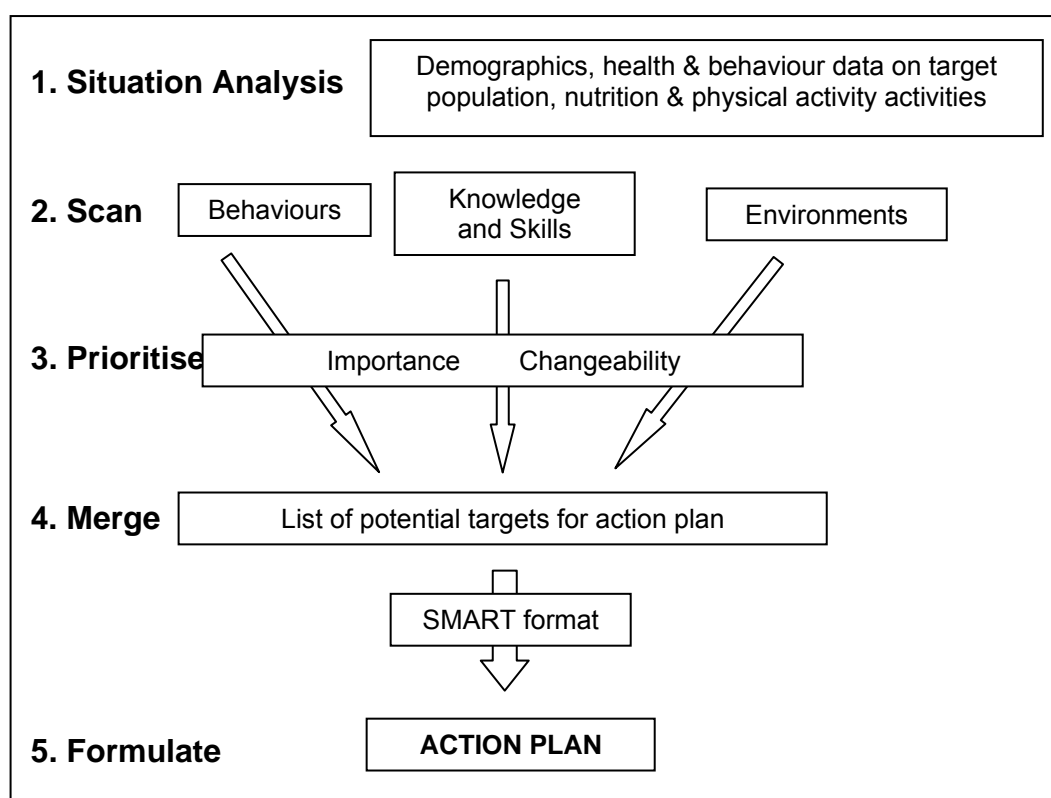 1. Situation Analysis
Demographics, health & behaviour data on target
population, nutrition & physical activity activities
2. Scan
Behaviours
Knowledge
and Skills
Environments
3. Prioritise
Importance Changeability
4. Merge
List of potential targets for action plan
SMART format
5. Formulate
ACTION PLAN